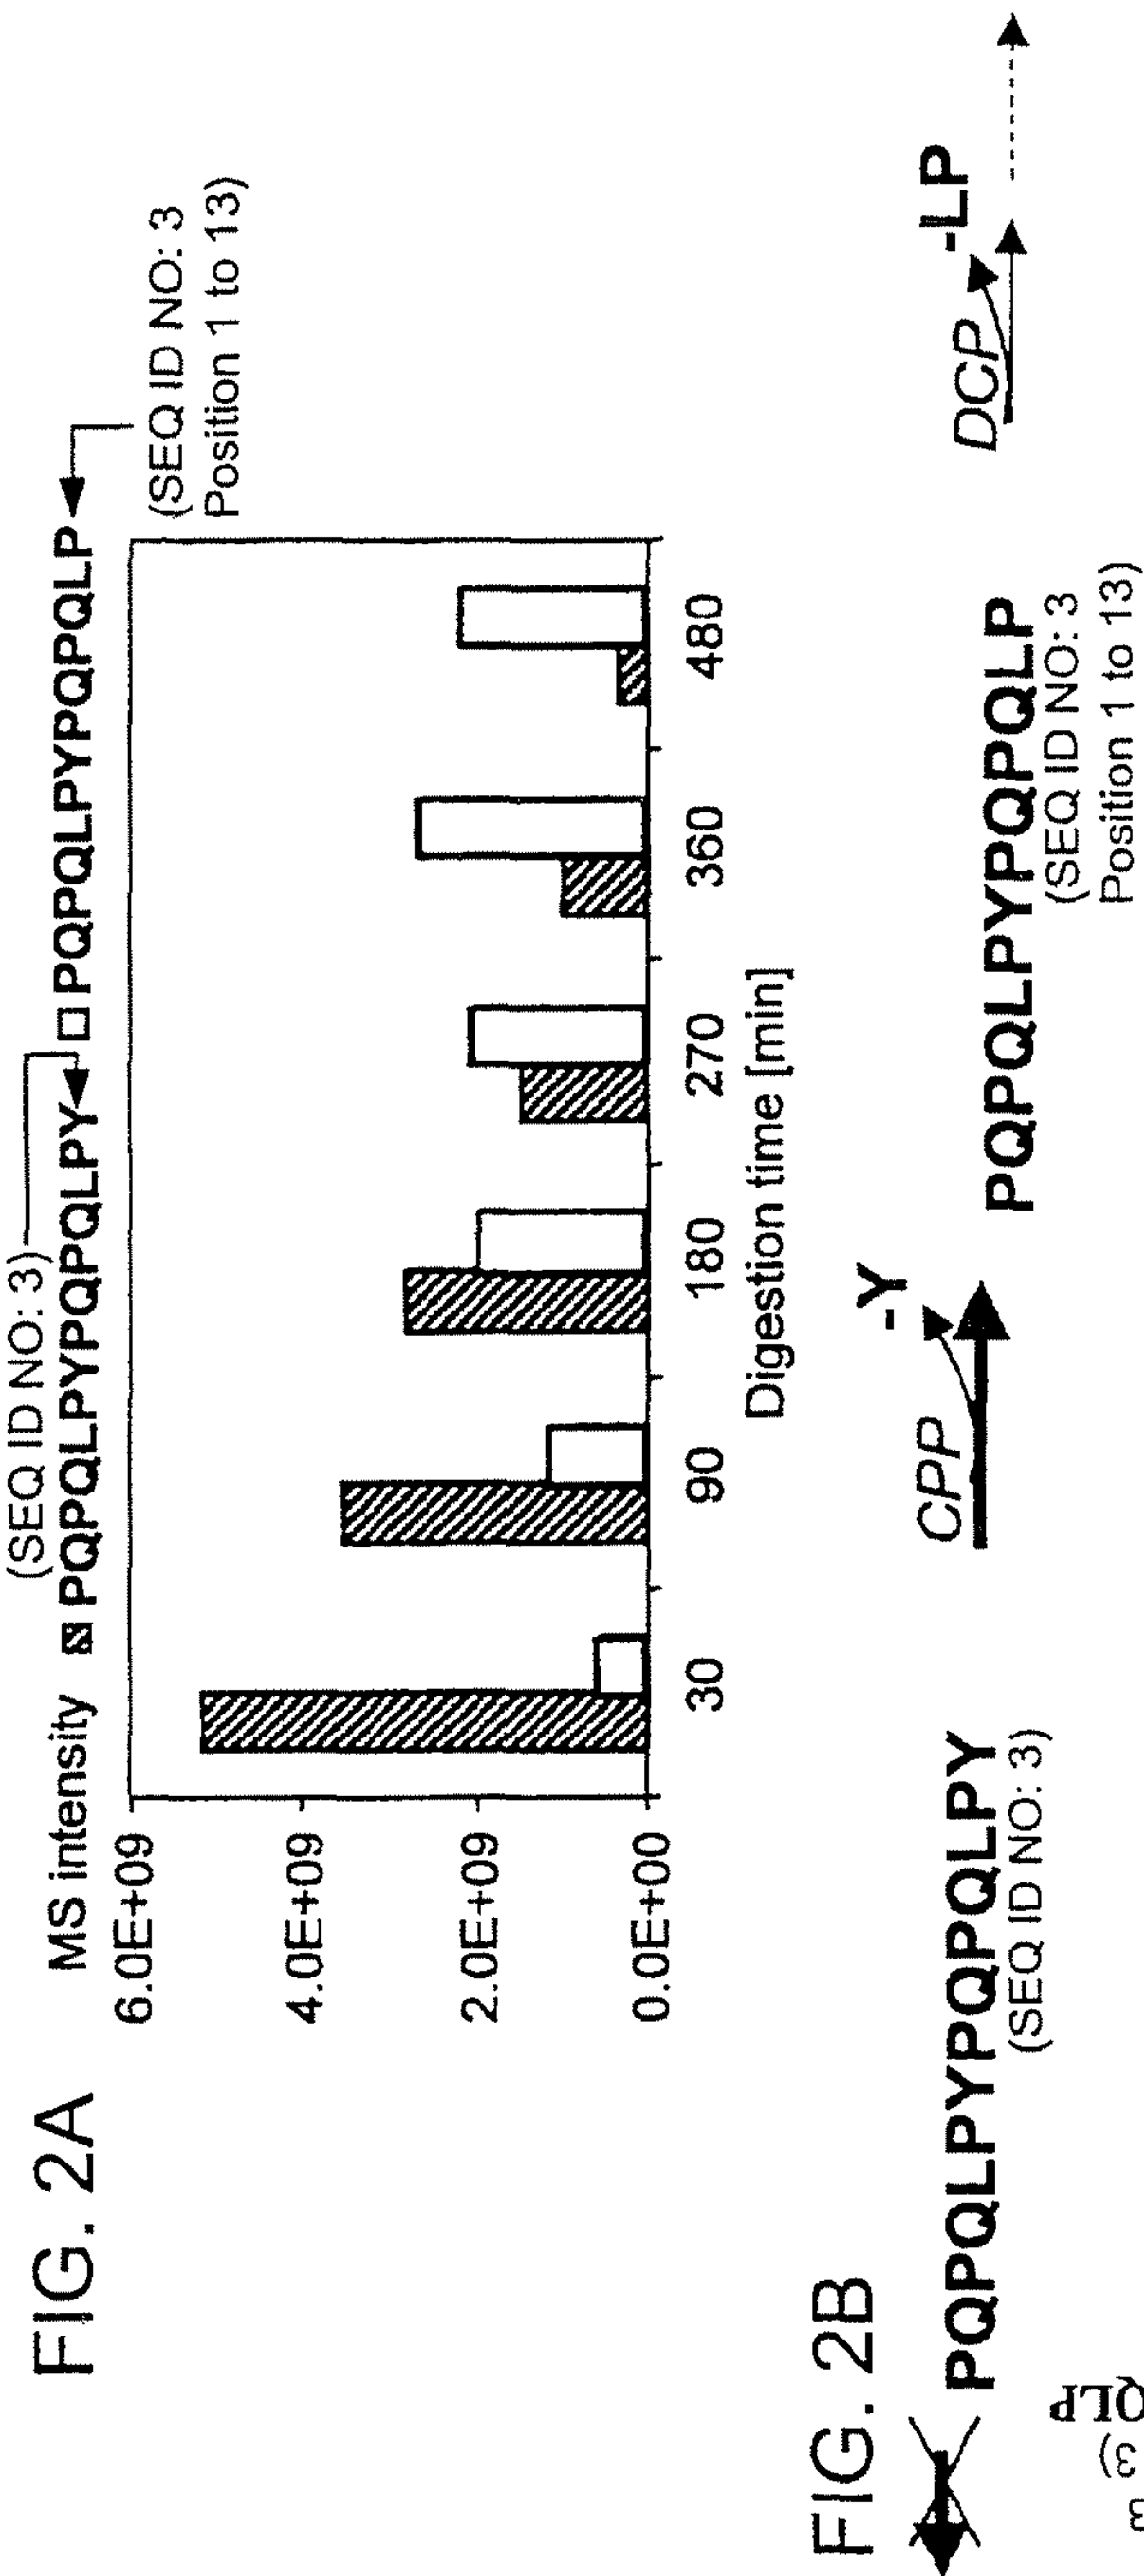 FIG. 2A
(SEQ ID NO: 3)
MS intensity PQPQLPYPQPQLPY PQPQLPYPQPQLP
(SEQ ID NO: 3
Position 1 to 13)
6.0E+09
4.0E+09
2.0E+09
0.0E+00
30 90 180 270 360 480
Digestion time [min]
FIG. 2B
PQPQLPYPQPQLPY
(SEQ ID NO: 3)
CPP -Y
PQPQLPYPQPQLP
(SEQ ID NO: 3
Position 1 to 13)
DCP -LP
QLP
3)
3